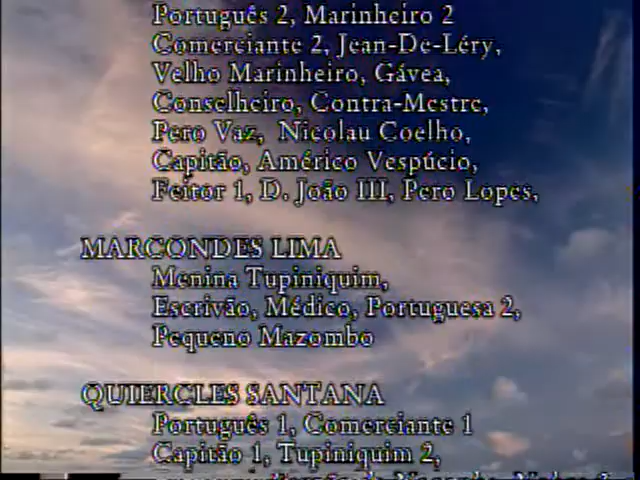 Português 2, Marinheiro 2
Comerciante 2, Jean-De-Léry,
Velho Marinheiro, Gávea,
Conselheiro, Contra-Mestre,
Pero Vaz, Nicolau Coelho,
Capitão, Américo Vespúcio,
Feitor 1, D. João III, Pero Lopes,
MARCONDES LIMA
Menina Tupiniquim,
Escrivão, Médico, Portuguesa 2,
Pequeno Mazombo
QUIERCLES SANTANA
Português 1, Comerciante 1
Capitão 1, Tupiniquim 2,